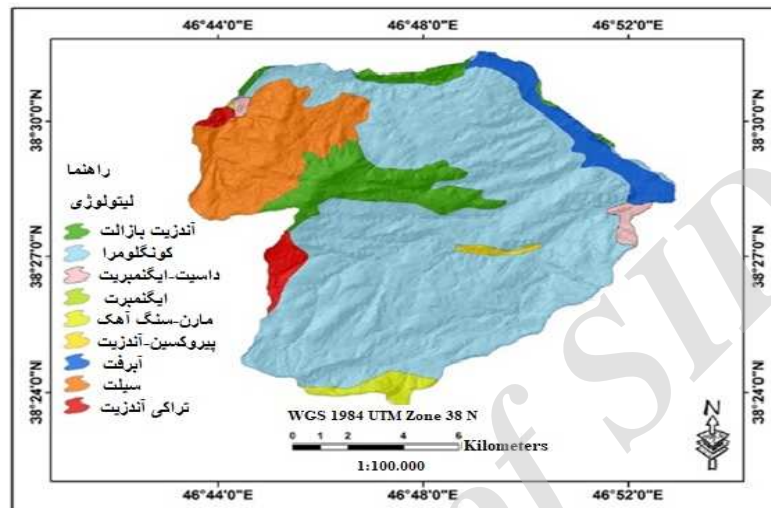 46°44'0"E 46°48'0"E 46°52'0"E
38°30'0"N 38°30'0"N
38°27'0"N 38°27'0"N
38°24'0"N 38°24'0"N
راهنما
لیتولوژی
آندزیت بازالت
کونگلومرا
داسیت-ایگنمبریت
ایگنمبرت
مارن-سنگ آهک
پیروکسین-آندزیت
آبرفت
سیلت
تراکی آندزیت
WGS 1984 UTM Zone 38 N
0 1 2 4 6
Kilometers
1:100.000
N
46°44'0"E 46°48'0"E 46°52'0"E
of SID